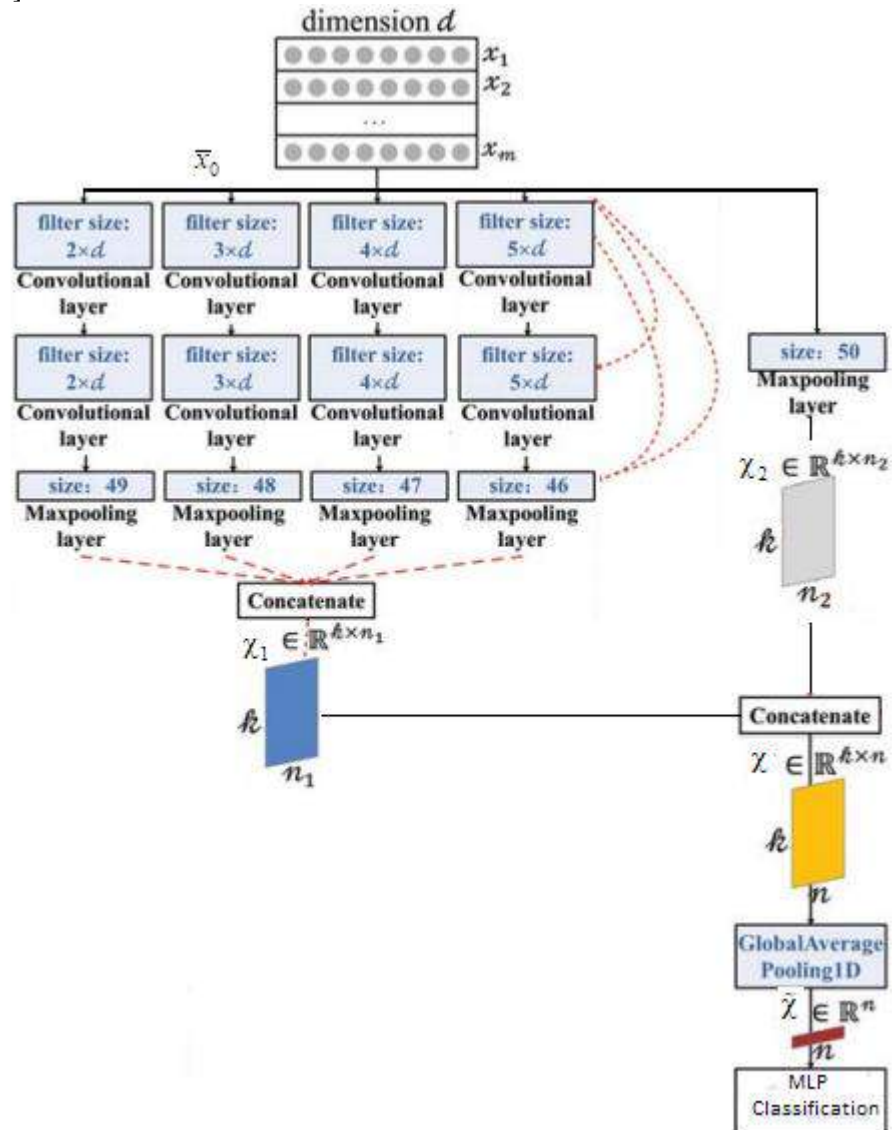 ]
dimension d
x₁
x₂
...
xₘ
x̅₀
filter size: 2×d
Convolutional layer
filter size: 3×d
Convolutional layer
filter size: 4×d
Convolutional layer
filter size: 5×d
Convolutional layer
filter size: 2×d
Convolutional layer
filter size: 3×d
Convolutional layer
filter size: 4×d
Convolutional layer
filter size: 5×d
Convolutional layer
size: 50
Maxpooling layer
size: 49
Maxpooling layer
size: 48
Maxpooling layer
size: 47
Maxpooling layer
size: 46
Maxpooling layer
χ₂ ∈ ℝ^{k×n₂}
k
n₂
Concatenate
χ₁ ∈ ℝ^{k×n₁}
k
n₁
Concatenate
χ ∈ ℝ^{k×n}
k
n
GlobalAverage
Pooling1D
χ̃ ∈ ℝⁿ
n
MLP
Classification